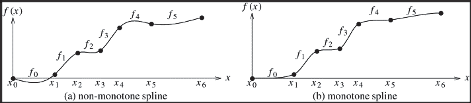 f(x)
f0 f1 f2 f3 f4 f5
x0 x1 x2 x3 x4 x5 x6 x
(a) non-monotone spline
f(x)
f0 f1 f2 f3 f4 f5
x0 x1 x2 x3 x4 x5 x6 x
(b) monotone spline